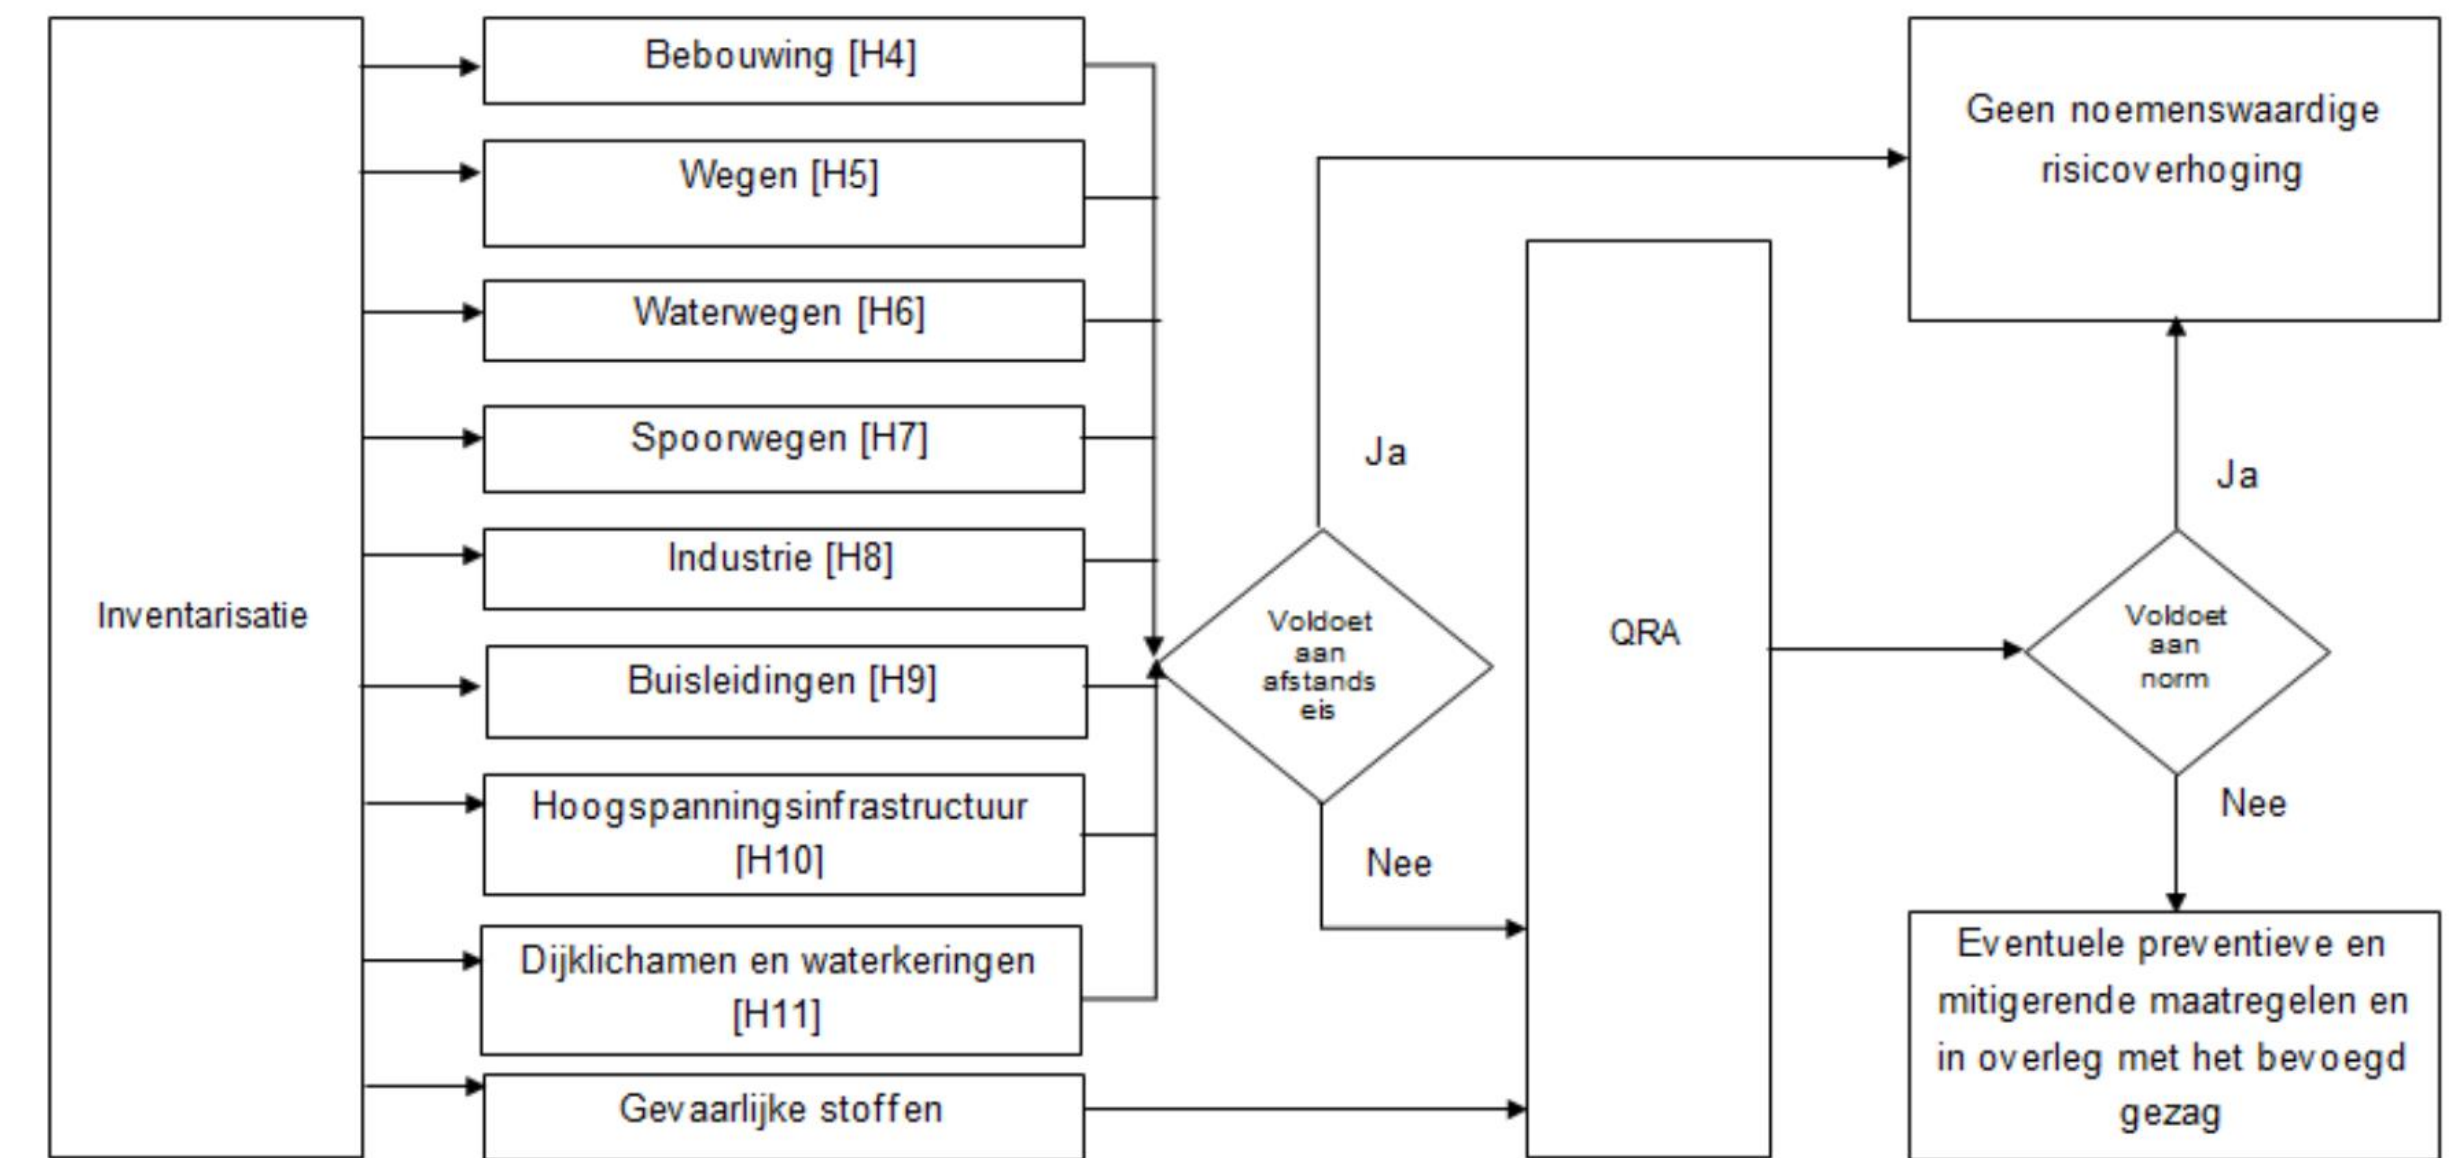 Inventarisatie
Bebouwing [H4]
Wegen [H5]
Waterwegen [H6]
Spoorwegen [H7]
Industrie [H8]
Buisleidingen [H9]
Hoogspanningsinfrastructuur
[H10]
Dijklichamen en waterkeringen
[H11]
Gevaarlijke stoffen
Voldoet
aan
afstands
eis
Ja
Nee
QRA
Voldoet
aan
norm
Ja
Nee
Geen noemenswaardige
risicoverhoging
Eventuele preventieve en
mitigerende maatregelen en
in overleg met het bevoegd
gezag